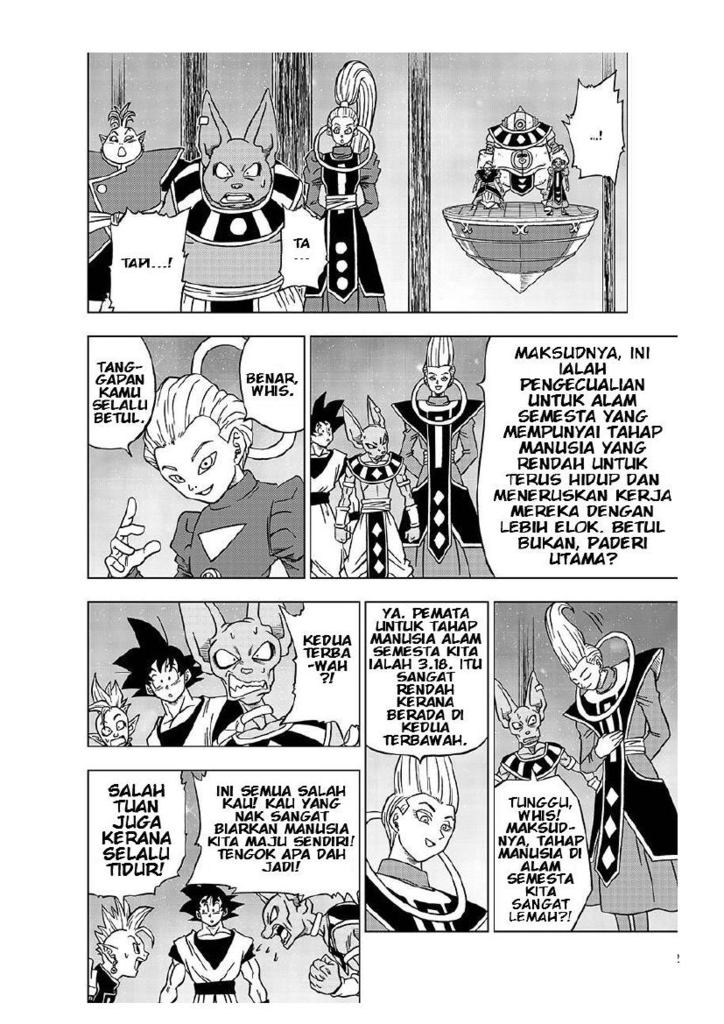 ....!
TA
...
TAPI....!
MAKSUDNYA, INI
IALAH
PENGECUALIAN
UNTUK ALAM
SEMESTA YANG
MEMPUNYAI TAHAP
MANUSIA YANG
RENDAH UNTUK
TERUS HIDUP DAN
MENERUSKAN KERJA
MEREKA DENGAN
LEBIH ELOK. BETUL
BUKAN, PADERI
UTAMA?
BENAR,
WHIS.
TANG-
GAPAN
KAMU
SELALU
BETUL.
TUNGGU,
WHIS!
MAKSUD-
NYA, TAHAP
MANUSIA DI
ALAM
SEMESTA
KITA
SANGAT
LEMAH?!
YA. PEMATA
UNTUK TAHAP
MANUSIA ALAM
SEMESTA KITA
IALAH 3.18. ITU
SANGAT
RENDAH
KERANA
BERADA DI
KEDUA
TERBAWAH.
KEDUA
TERBA
-WAH
?!
INI SEMUA SALAH
KAU! KAU YANG
NAK SANGAT
BIARKAN MANUSIA
KITA MAJU SENDIRI!
TENGOK APA DAH
JADI!
SALAH
TUAN
JUGA
KERANA
SELALU
TIDUR!